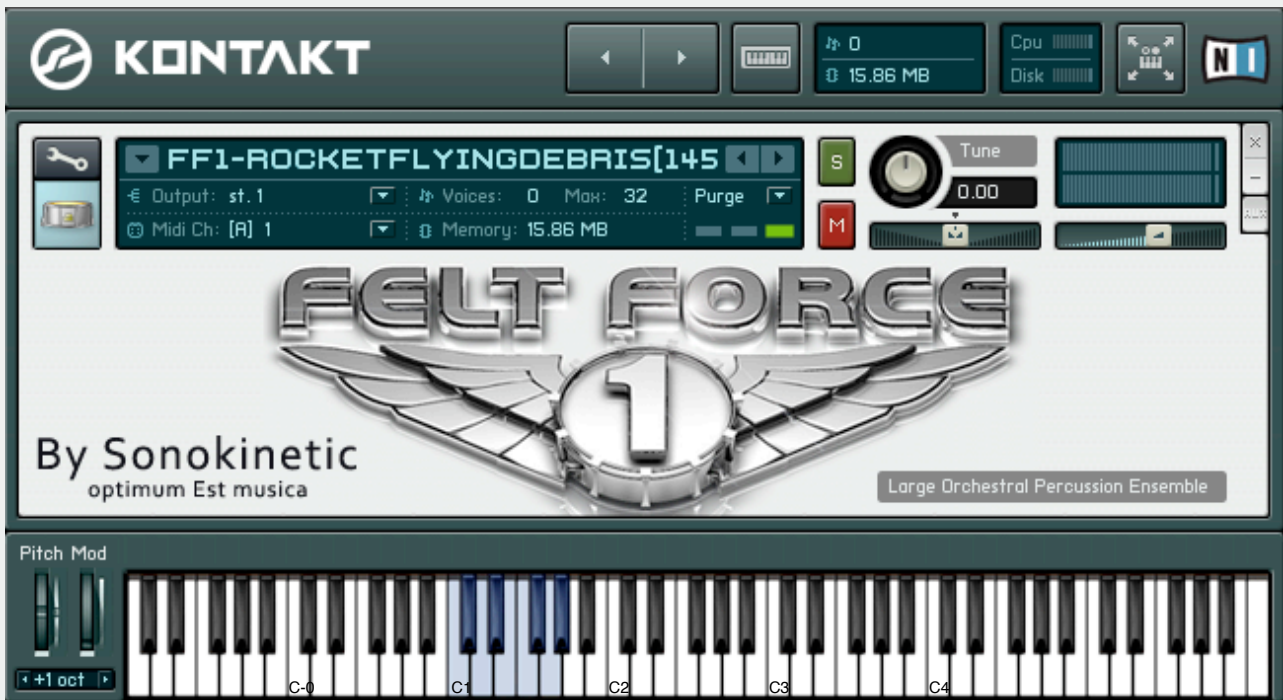 KONTAKT
0
15.86 MB
Cpu
Disk
NI
FF1-ROCKETFLYINGDEBRIS[145
Output: st. 1
Voices: 0 Max: 32
Purge
Midi Ch: [A] 1
Memory: 15.86 MB
S
M
Tune
0.00
AUX
FELT FORCE
1
By Sonokinetic
optimum Est musica
Large Orchestral Percussion Ensemble
Pitch Mod
+1 oct
C-0
C1
C2
C3
C4